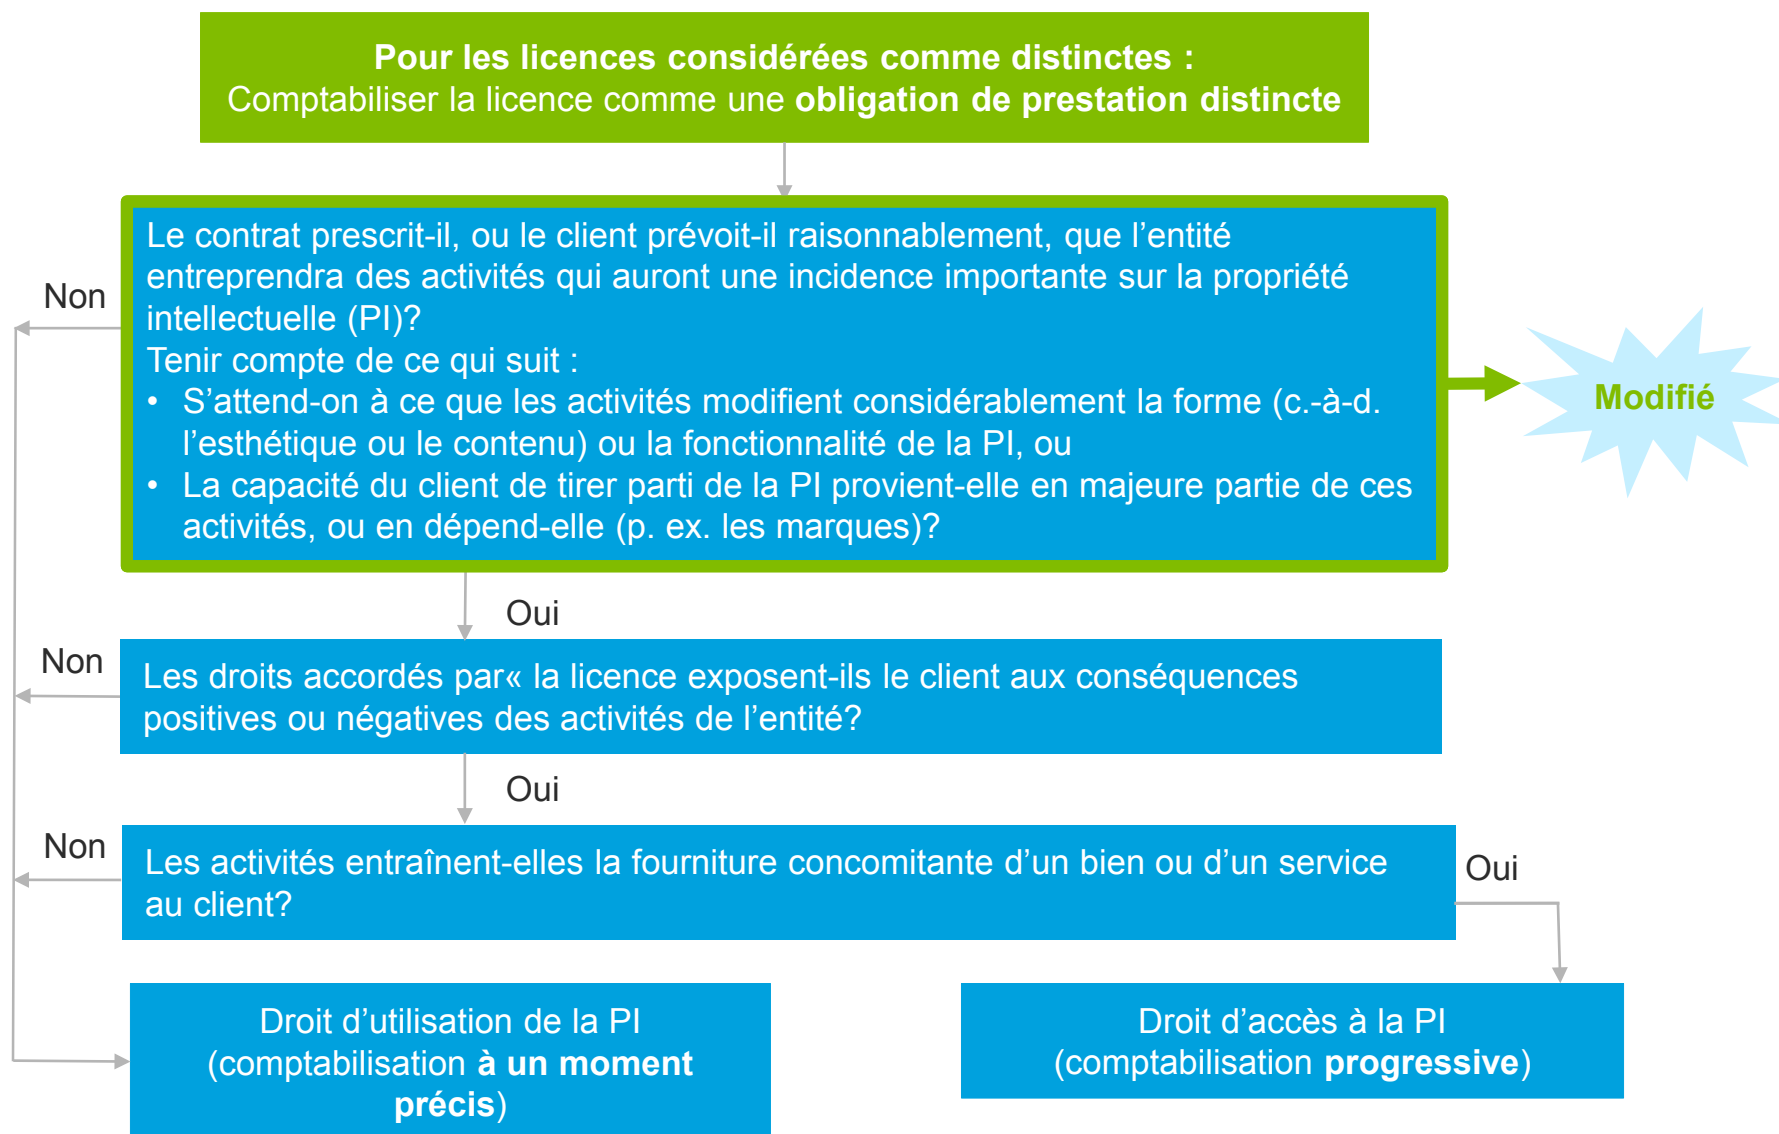 Pour les licences considérées comme distinctes :
Comptabiliser la licence comme une obligation de prestation distincte
Le contrat prescrit-il, ou le client prévoit-il raisonnablement, que l’entité
entreprendra des activités qui auront une incidence importante sur la propriété
intellectuelle (PI)?
Tenir compte de ce qui suit :
• S’attend-on à ce que les activités modifient considérablement la forme (c.-à-d.
l’esthétique ou le contenu) ou la fonctionnalité de la PI, ou
• La capacité du client de tirer parti de la PI provient-elle en majeure partie de ces
activités, ou en dépend-elle (p. ex. les marques)?
Non
Modifié
Oui
Non
Les droits accordés par« la licence exposent-ils le client aux conséquences
positives ou négatives des activités de l’entité?
Oui
Non
Les activités entraînent-elles la fourniture concomitante d’un bien ou d’un service
au client?
Oui
Droit d’utilisation de la PI
(comptabilisation à un moment
précis)
Droit d’accès à la PI
(comptabilisation progressive)